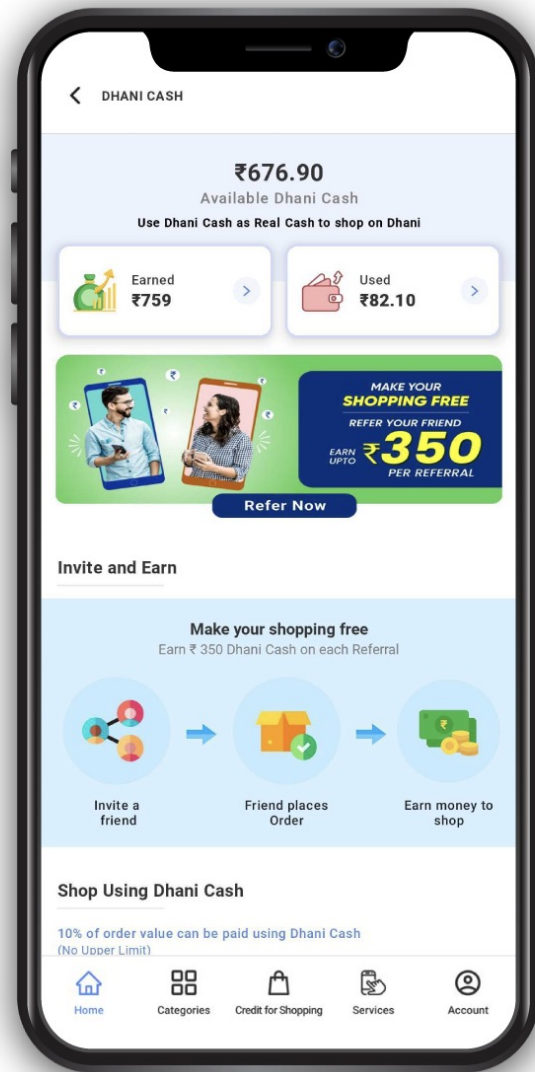 DHANI CASH
₹676.90
Available Dhani Cash
Use Dhani Cash as Real Cash to shop on Dhani
Earned
₹759
Used
₹82.10
MAKE YOUR
SHOPPING FREE
REFER YOUR FRIEND
EARN UPTO ₹350
PER REFERRAL
Refer Now
Invite and Earn
Make your shopping free
Earn ₹ 350 Dhani Cash on each Referral
Invite a
friend
Friend places
Order
Earn money to
shop
Shop Using Dhani Cash
10% of order value can be paid using Dhani Cash
(No Upper Limit)
Home
Categories
Credit for Shopping
Services
Account